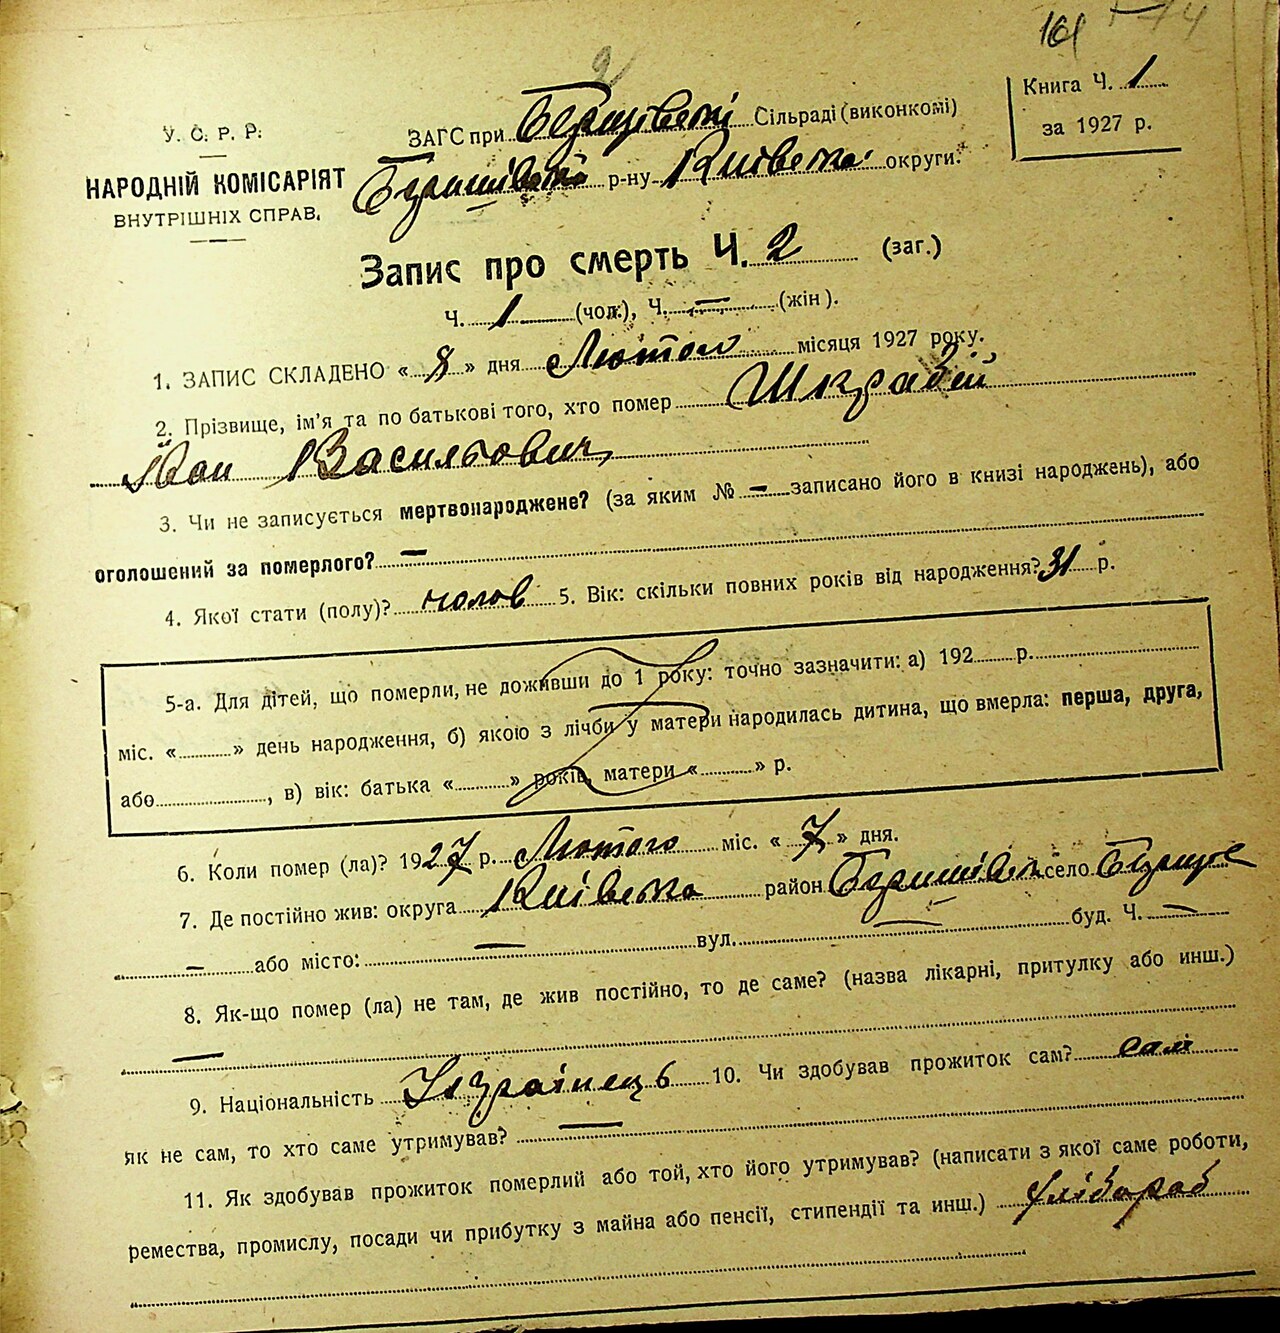 161
2
У. С. Р. Р.
НАРОДНІЙ КОМІСАРІЯТ
ВНУТРІШНІХ СПРАВ.
ЗАГС при Сільраді (виконкомі)
р-ну Київська округи.
Книга Ч. 1
за 1927 р.
Запис про смерть Ч. 2 (заг.)
Ч. 1 (чол.), Ч. — (жін).
1. ЗАПИС СКЛАДЕНО « 8 » дня Лютого місяця 1927 року.
2. Прізвище, ім'я та по батькові того, хто помер Шкрабій
Іван Васильович
3. Чи не записується мертвонароджене? (за яким № — записано його в книзі народжень), або
оголошений за померлого? —
4. Якої стати (полу)? чолов 5. Вік: скільки повних років від народження? 31 р.
5-а. Для дітей, що померли, не доживши до 1 року: точно зазначити: а) 192 р.
міс. « » день народження, б) якою з лічби у матери народилась дитина, що вмерла: перша, друга,
або , в) вік: батька « » років, матери « » р.
6. Коли помер (ла)? 1927 р. Лютого міс. « 7 » дня.
7. Де постійно жив: округа Київська район село
— або місто: — вул. — буд. Ч. —
8. Як-що помер (ла) не там, де жив постійно, то де саме? (назва лікарні, притулку або инш.)
—
9. Національність Українець 10. Чи здобував прожиток сам? сам
як не сам, то хто саме утримував? —
11. Як здобував прожиток померлий або той, хто його утримував? (написати з якої саме роботи,
ремества, промислу, посади чи прибутку з майна або пенсії, стипендії та инш.) хлібороб